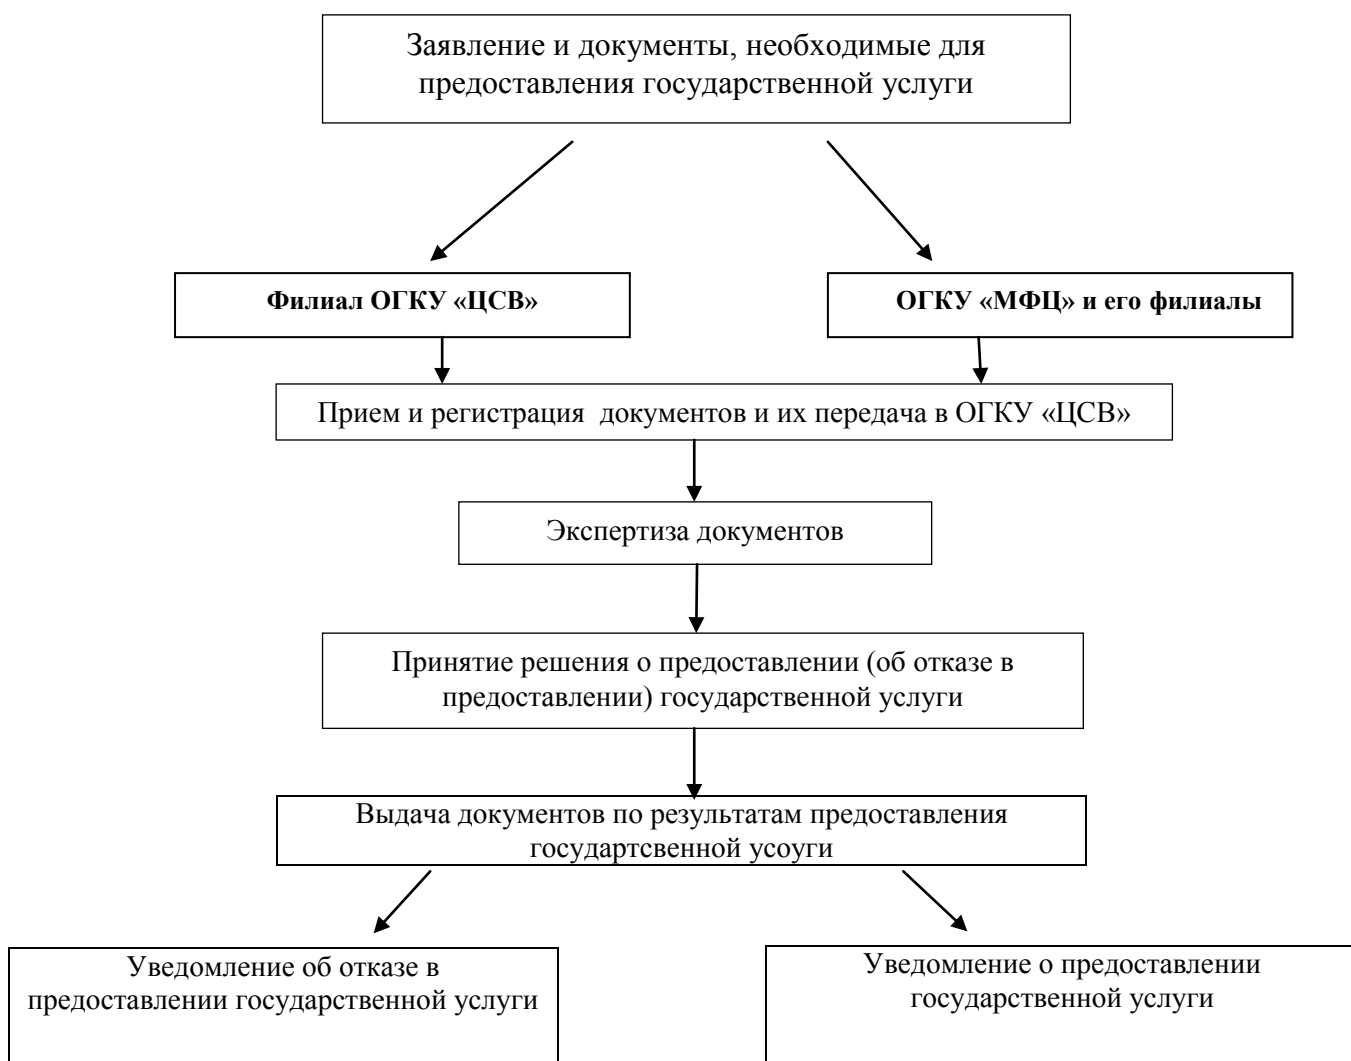 Заявление и документы, необходимые для
предоставления государственной услуги
Филиал ОГКУ «ЦСВ»
ОГКУ «МФЦ» и его филиалы
Прием и регистрация  документов и их передача в ОГКУ «ЦСВ»
Экспертиза документов
Принятие решения о предоставлении (об отказе в
предоставлении) государственной услуги
Выдача документов по результатам предоставления
государтсвенной усоуги
Уведомление об отказе в
предоставлении государственной услуги
Уведомление о предоставлении
государственной услуги